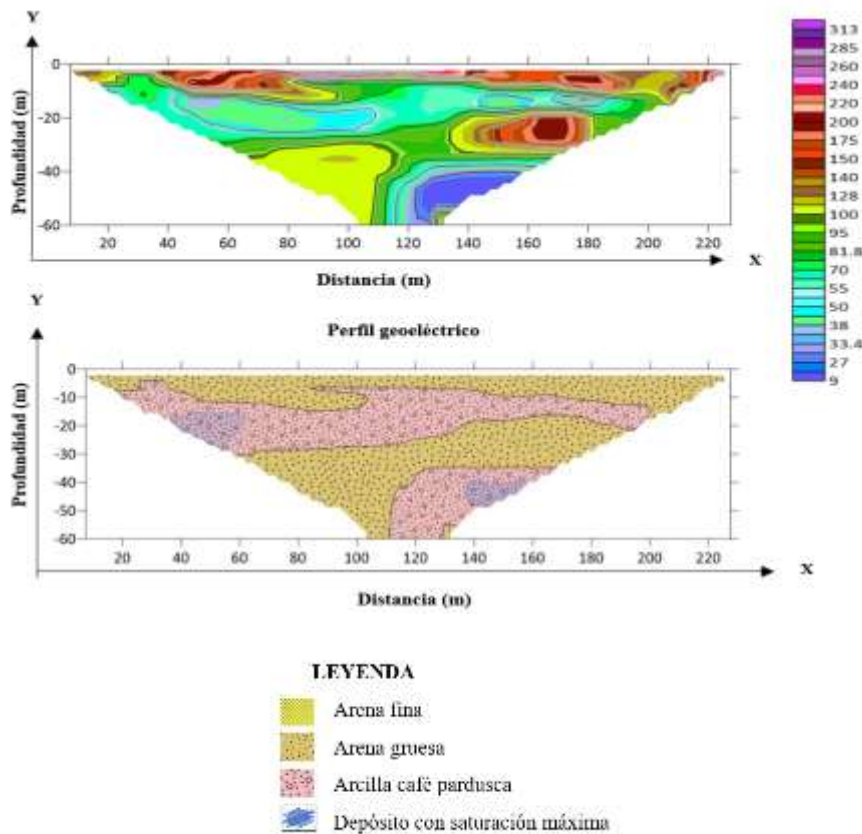 Y
0
-20
-40
-60
Profundidad (m)
20 40 60 80 100 120 140 160 180 200 220
X
Distancia (m)
313
285
260
240
220
200
175
140
128
100
95
81.8
70
55
50
38
33.4
27
9
Y
Perfil geoeléctrico
0
-10
-20
-30
-40
-50
-60
Profundidad (m)
20 40 60 80 100 120 140 160 180 200 220
X
Distancia (m)
LEYENDA
Arena fina
Arena gruesa
Arcilla café pardusca
Depósito con saturación máxima